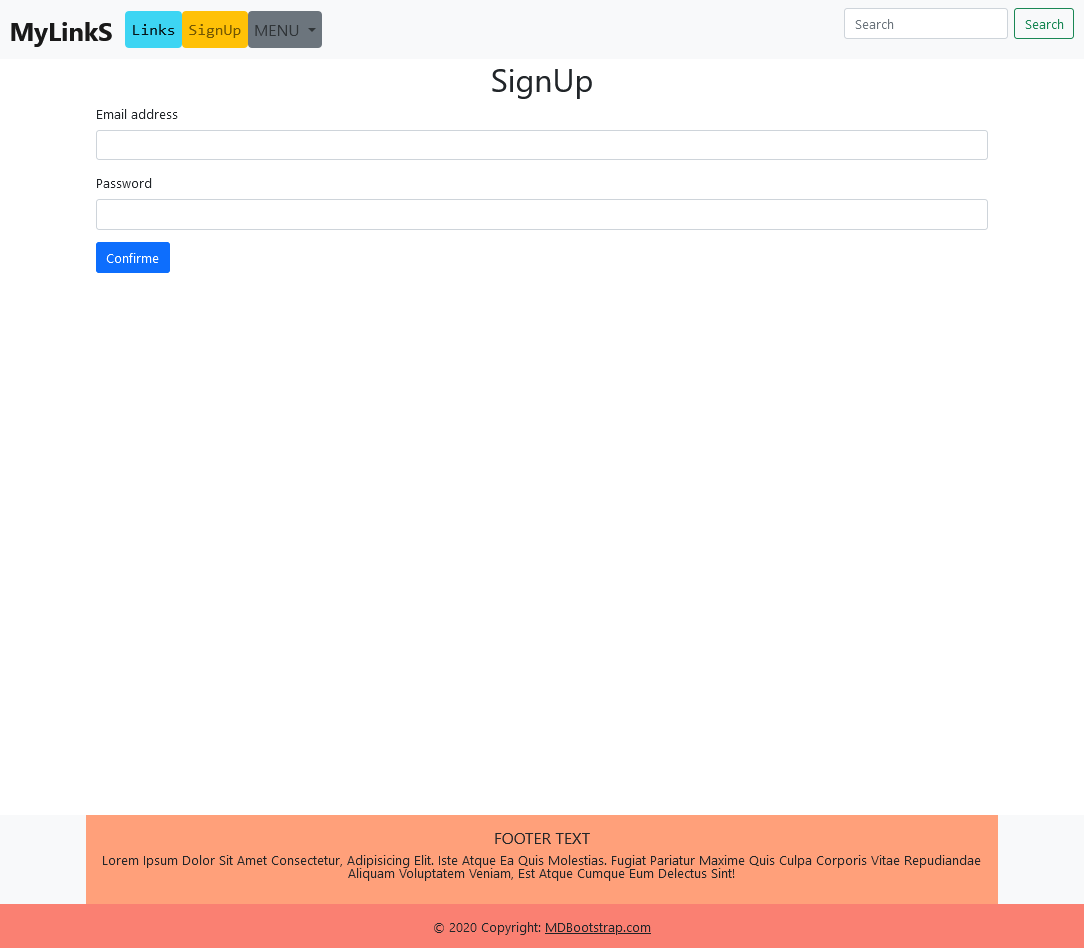 MyLinkS Links SignUp MENU Search Search
SignUp
Email address
Password
Confirme
FOOTER TEXT
Lorem Ipsum Dolor Sit Amet Consectetur, Adipisicing Elit. Iste Atque Ea Quis Molestias. Fugiat Pariatur Maxime Quis Culpa Corporis Vitae Repudiandae
Aliquam Voluptatem Veniam, Est Atque Cumque Eum Delectus Sint!
© 2020 Copyright: MDBootstrap.com